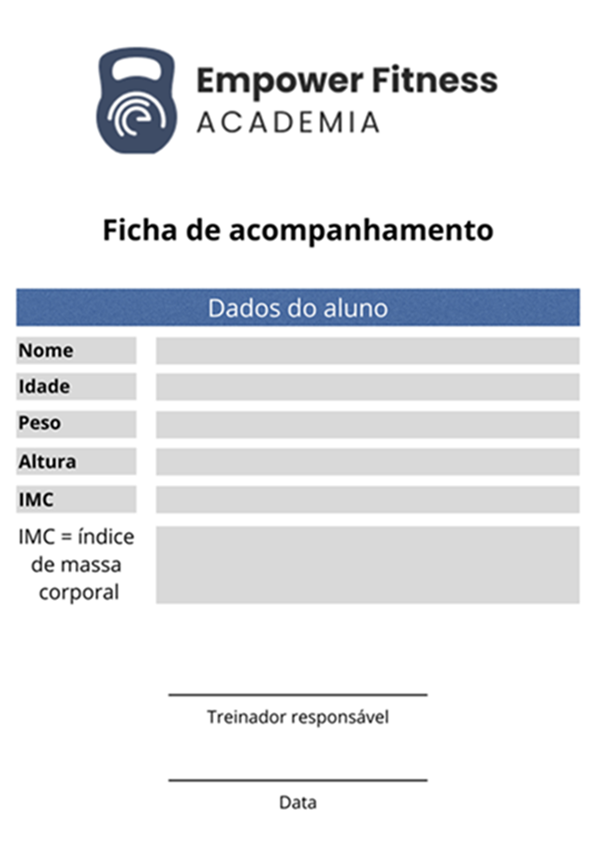 Empower Fitness
ACADEMIA
Ficha de acompanhamento
Dados do aluno
Nome
Idade
Peso
Altura
IMC
IMC = índice
de massa
corporal
Treinador responsável
Data